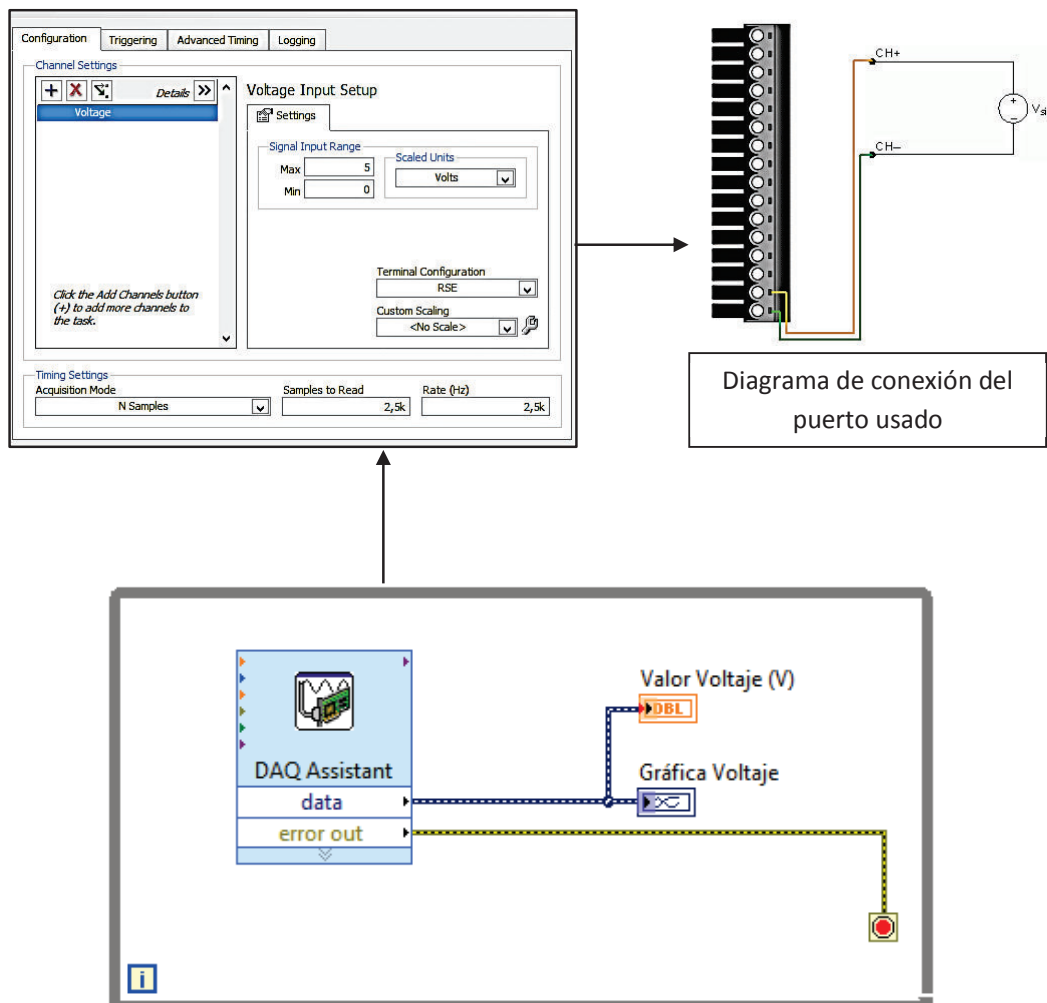 Configuration Triggering Advanced Timing Logging
Channel Settings
Details
Voltage
Click the Add Channels button
(+) to add more channels to
the task.
Voltage Input Setup
Settings
Signal Input Range
Max 5
Min 0
Scaled Units
Volts
Terminal Configuration
RSE
Custom Scaling
<No Scale>
Timing Settings
Acquisition Mode
N Samples
Samples to Read
2,5k
Rate (Hz)
2,5k
CH+
+
−
CH−
Diagrama de conexión del
puerto usado
DAQ Assistant
data
error out
Valor Voltaje (V)
DBL
Gráfica Voltaje
i